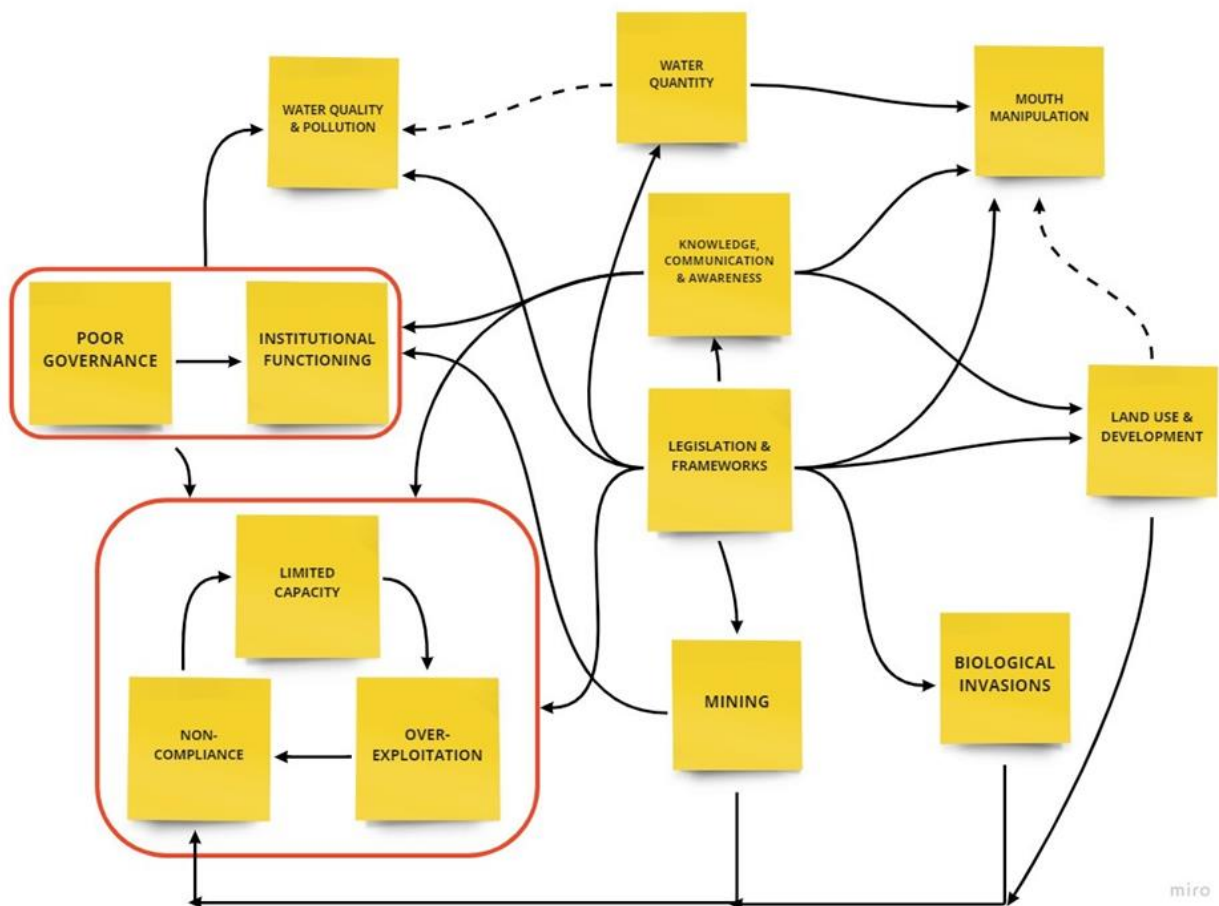 WATER
QUANTITY
WATER QUALITY
& POLLUTION
MOUTH
MANIPULATION
KNOWLEDGE,
COMMUNICATION
& AWARENESS
POOR
GOVERNANCE
INSTITUTIONAL
FUNCTIONING
LEGISLATION &
FRAMEWORKS
LAND USE &
DEVELOPMENT
LIMITED
CAPACITY
NON-
COMPLIANCE
OVER-
EXPLOITATION
MINING
BIOLOGICAL
INVASIONS
miro